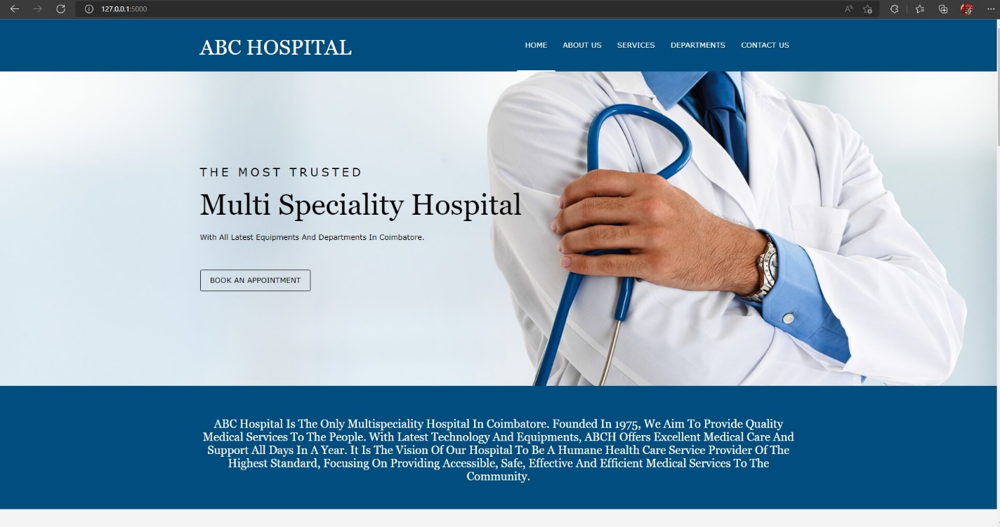 127.0.0.1:5000
ABC HOSPITAL
HOME ABOUT US SERVICES DEPARTMENTS CONTACT US
THE MOST TRUSTED
Multi Speciality Hospital
With All Latest Equipments And Departments In Coimbatore.
BOOK AN APPOINTMENT
ABC Hospital Is The Only Multispeciality Hospital In Coimbatore. Founded In 1975, We Aim To Provide Quality
Medical Services To The People. With Latest Technology And Equipments, ABCH Offers Excellent Medical Care And
Support All Days In A Year. It Is The Vision Of Our Hospital To Be A Humane Health Care Service Provider Of The
Highest Standard, Focusing On Providing Accessible, Safe, Effective And Efficient Medical Services To The
Community.